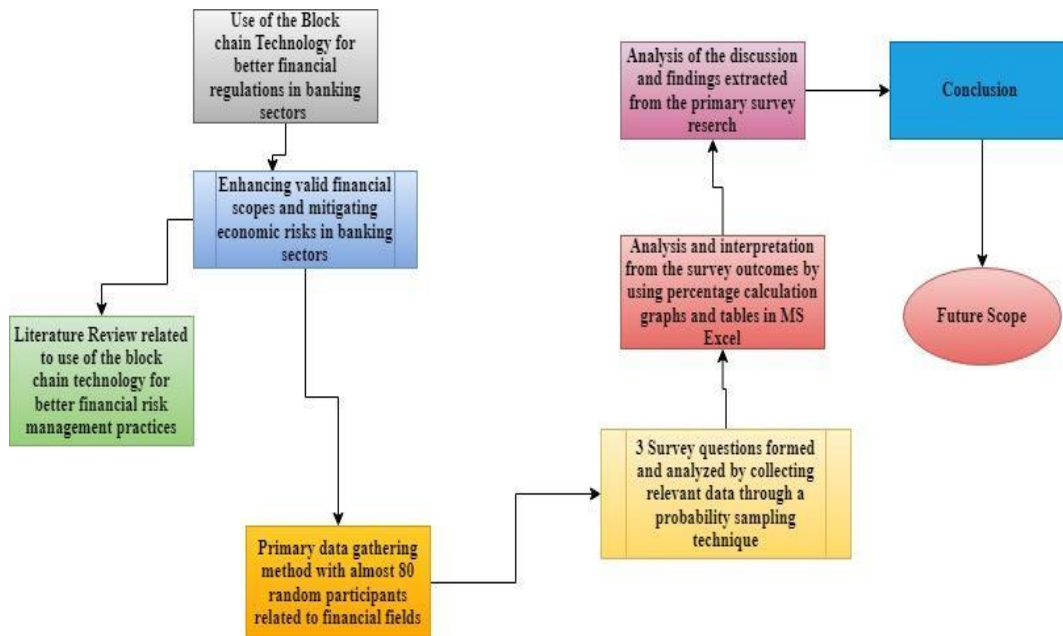 Use of the Block
chain Technology for
better financial
regulations in banking
sectors
Enhancing valid financial
scopes and mitigating
economic risks in banking
sectors
Literature Review related
to use of the block
chain technology for
better financial risk
management practices
Primary data gathering
method with almost 80
random participants
related to financial fields
3 Survey questions formed
and analyzed by collecting
relevant data through a
probability sampling
technique
Analysis and interpretation
from the survey outcomes by
using percentage calculation
graphs and tables in MS
Excel
Analysis of the discussion
and findings extracted
from the primary survey
reserch
Conclusion
Future Scope